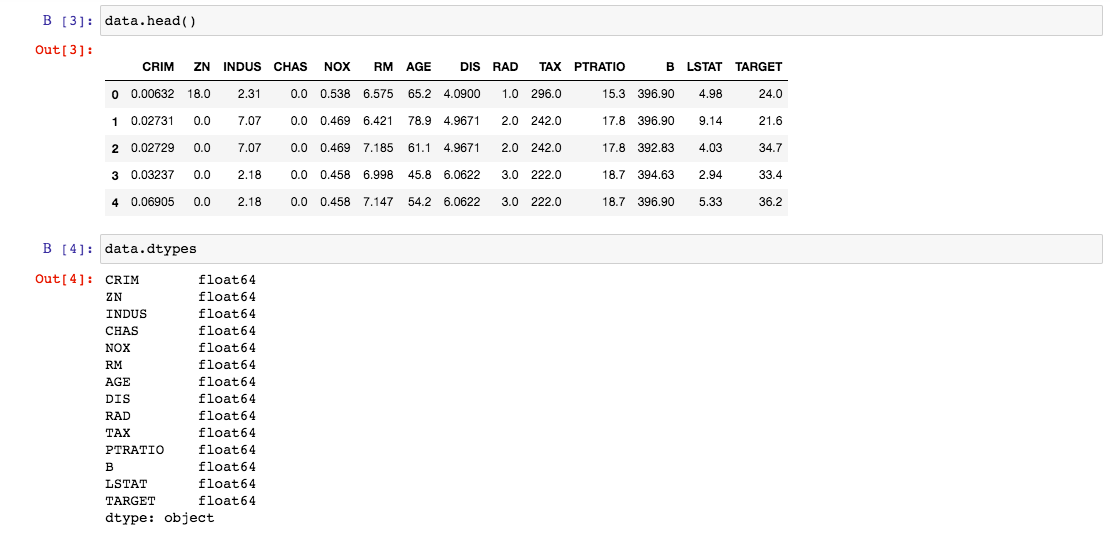 В [3]: data.head()
Out[3]:
CRIM ZN INDUS CHAS NOX RM AGE DIS RAD TAX PTRATIO B LSTAT TARGET
0 0.00632 18.0 2.31 0.0 0.538 6.575 65.2 4.0900 1.0 296.0 15.3 396.90 4.98 24.0
1 0.02731 0.0 7.07 0.0 0.469 6.421 78.9 4.9671 2.0 242.0 17.8 396.90 9.14 21.6
2 0.02729 0.0 7.07 0.0 0.469 7.185 61.1 4.9671 2.0 242.0 17.8 392.83 4.03 34.7
3 0.03237 0.0 2.18 0.0 0.458 6.998 45.8 6.0622 3.0 222.0 18.7 394.63 2.94 33.4
4 0.06905 0.0 2.18 0.0 0.458 7.147 54.2 6.0622 3.0 222.0 18.7 396.90 5.33 36.2
В [4]: data.dtypes
Out[4]: CRIM float64
ZN float64
INDUS float64
CHAS float64
NOX float64
RM float64
AGE float64
DIS float64
RAD float64
TAX float64
PTRATIO float64
B float64
LSTAT float64
TARGET float64
dtype: object